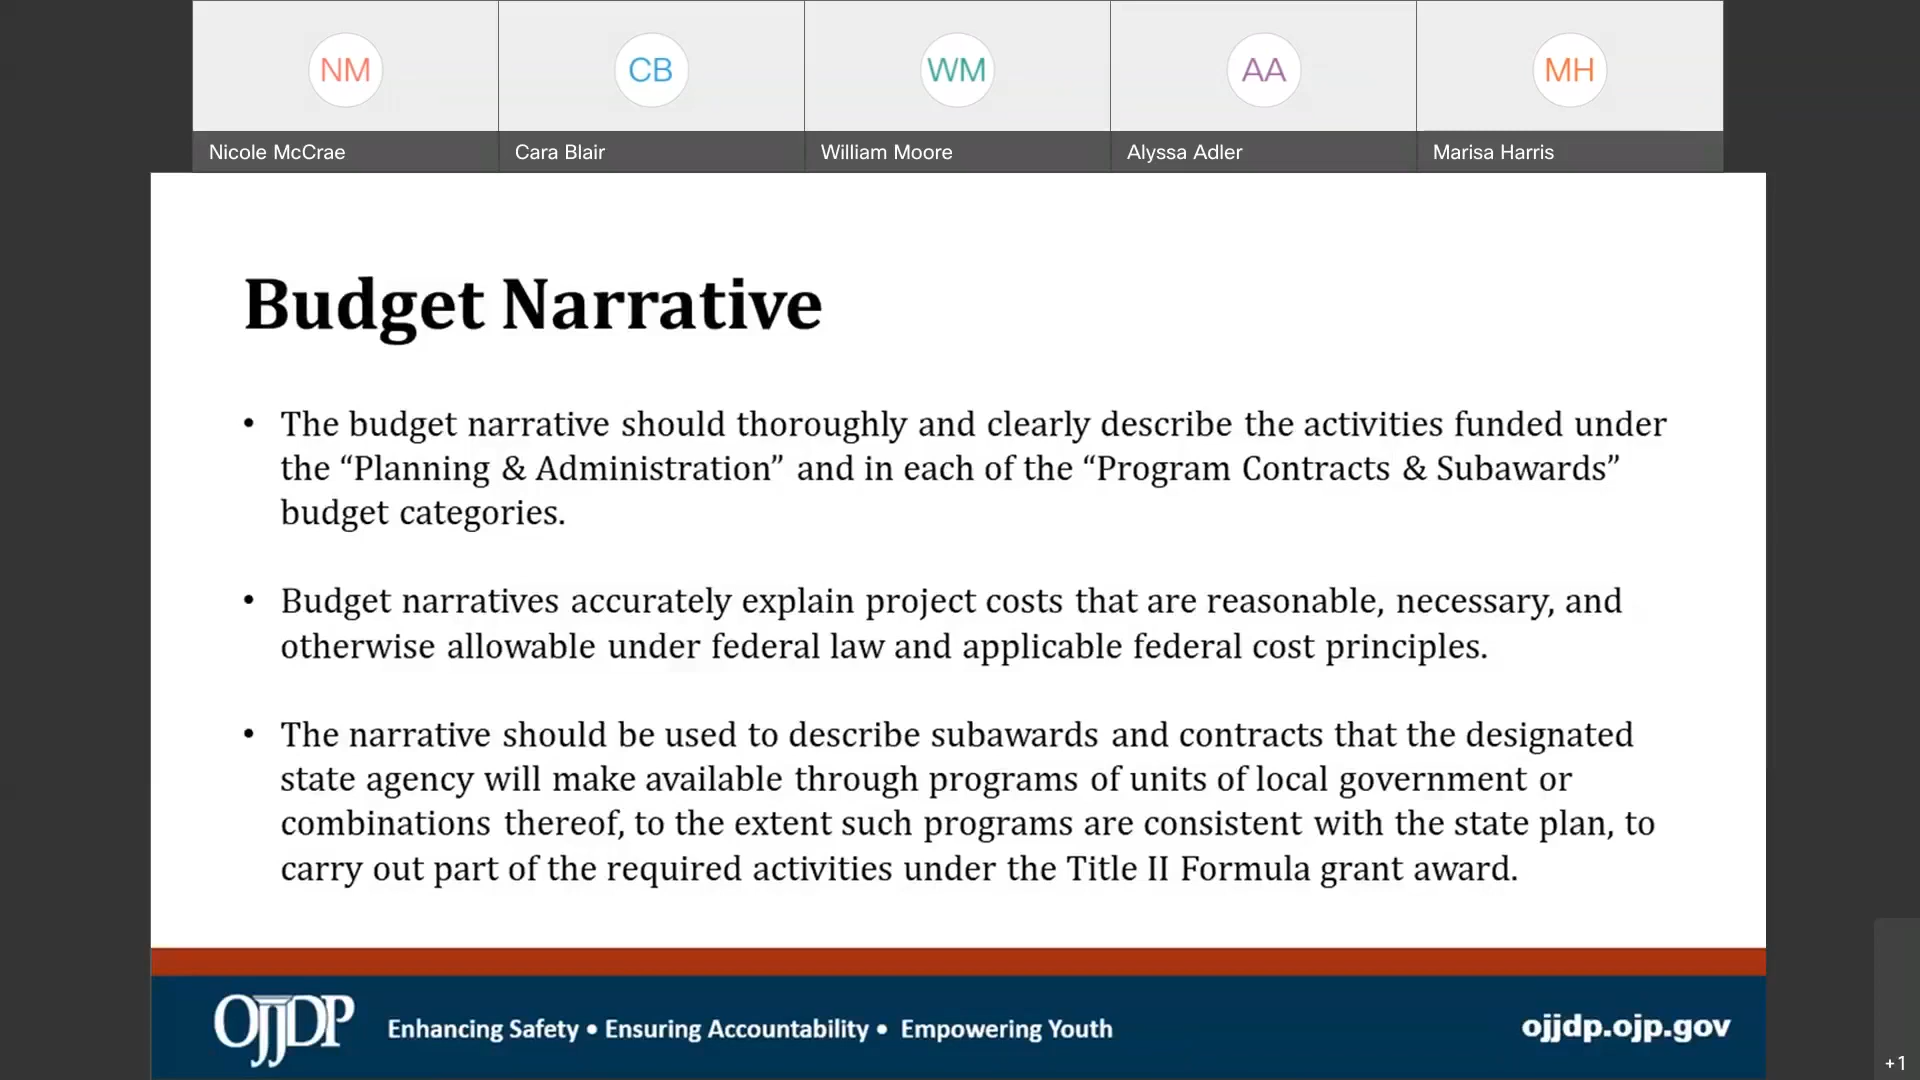 NM
CB
WM
AA
MH
Nicole McCrae
Cara Blair
William Moore
Alyssa Adler
Marisa Harris
Budget Narrative
• The budget narrative should thoroughly and clearly describe the activities funded under
the “Planning & Administration” and in each of the “Program Contracts & Subawards”
budget categories.
• Budget narratives accurately explain project costs that are reasonable, necessary, and
otherwise allowable under federal law and applicable federal cost principles.
• The narrative should be used to describe subawards and contracts that the designated
state agency will make available through programs of units of local government or
combinations thereof, to the extent such programs are consistent with the state plan, to
carry out part of the required activities under the Title II Formula grant award.
OJJDP
Enhancing Safety • Ensuring Accountability • Empowering Youth
ojjdp.ojp.gov
+1